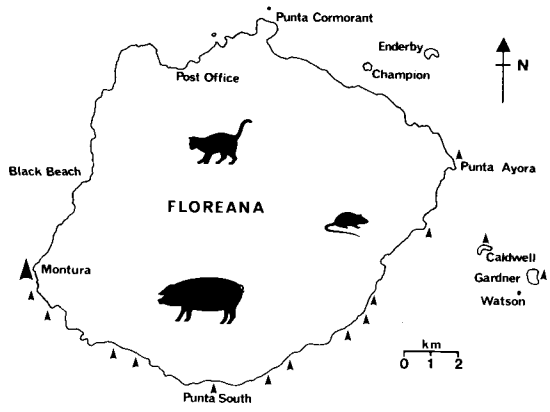 Punta Cormorant
Enderby
Champion
N
Post Office
Black Beach
Punta Ayora
FLOREANA
Caldwell
Montura
Gardner
Watson
km
0 1 2
Punta South